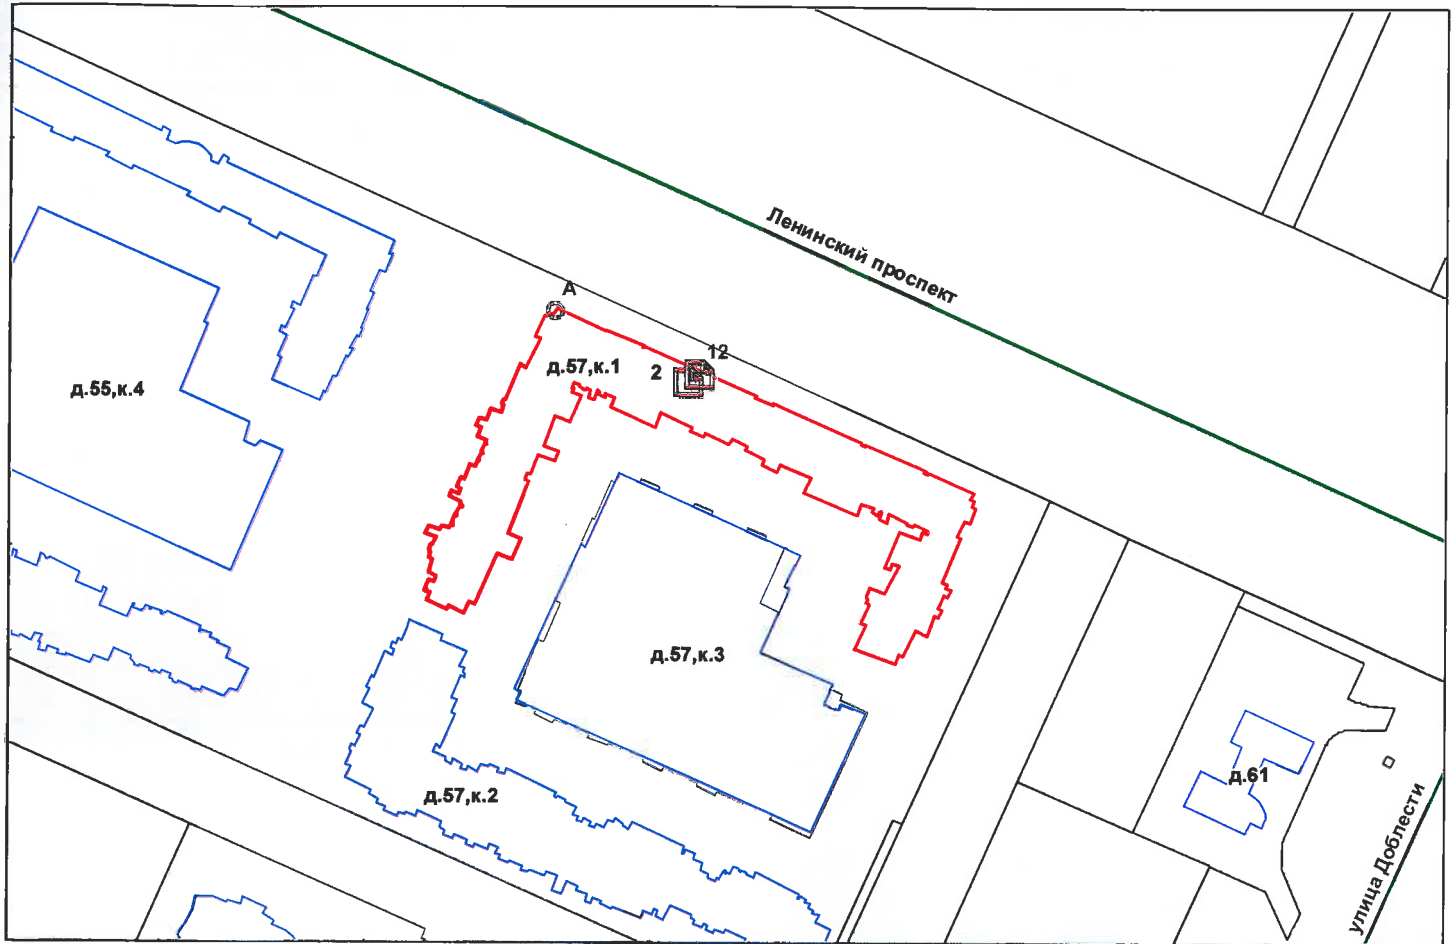 Ленинский проспект
А
12
д.57,к.1
2
д.55,к.4
д.57,к.3
д.61
д.57,к.2
улица Доблести